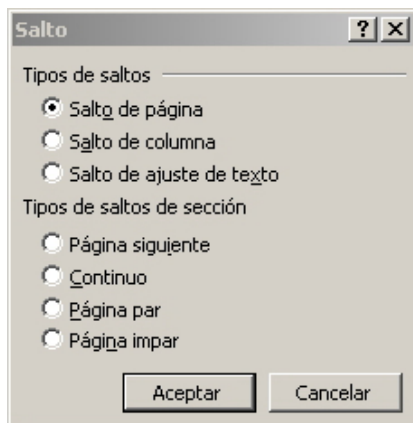 Salto
Tipos de saltos
Salto de página
Salto de columna
Salto de ajuste de texto
Tipos de saltos de sección
Página siguiente
Continuo
Página par
Página impar
Aceptar Cancelar